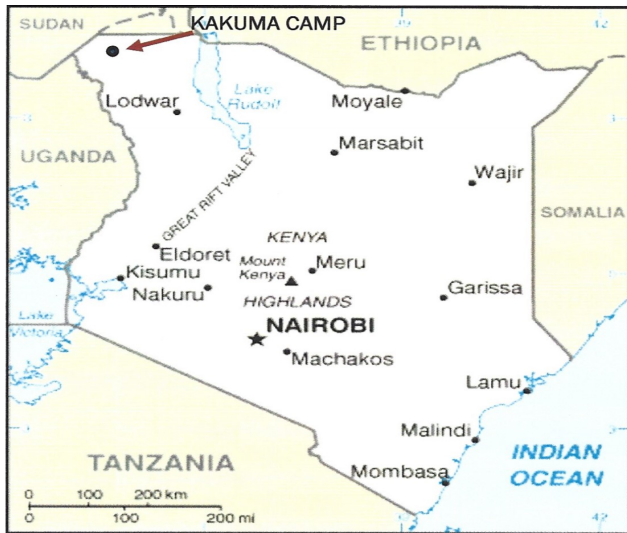 SUDAN
KAKUMA CAMP
ETHIOPIA
Lake
Rudolf
Lodwar
Moyale
UGANDA
Marsabit
Wajir
GREAT RIFT VALLEY
SOMALIA
Eldoret
KENYA
Kisumu
Mount
Kenya
Meru
Nakuru
HIGHLANDS
Garissa
Lake
Victoria
NAIROBI
Machakos
Lamu
Malindi
INDIAN
OCEAN
TANZANIA
Mombasa
0 100 200 km
0 100 200 mi
42